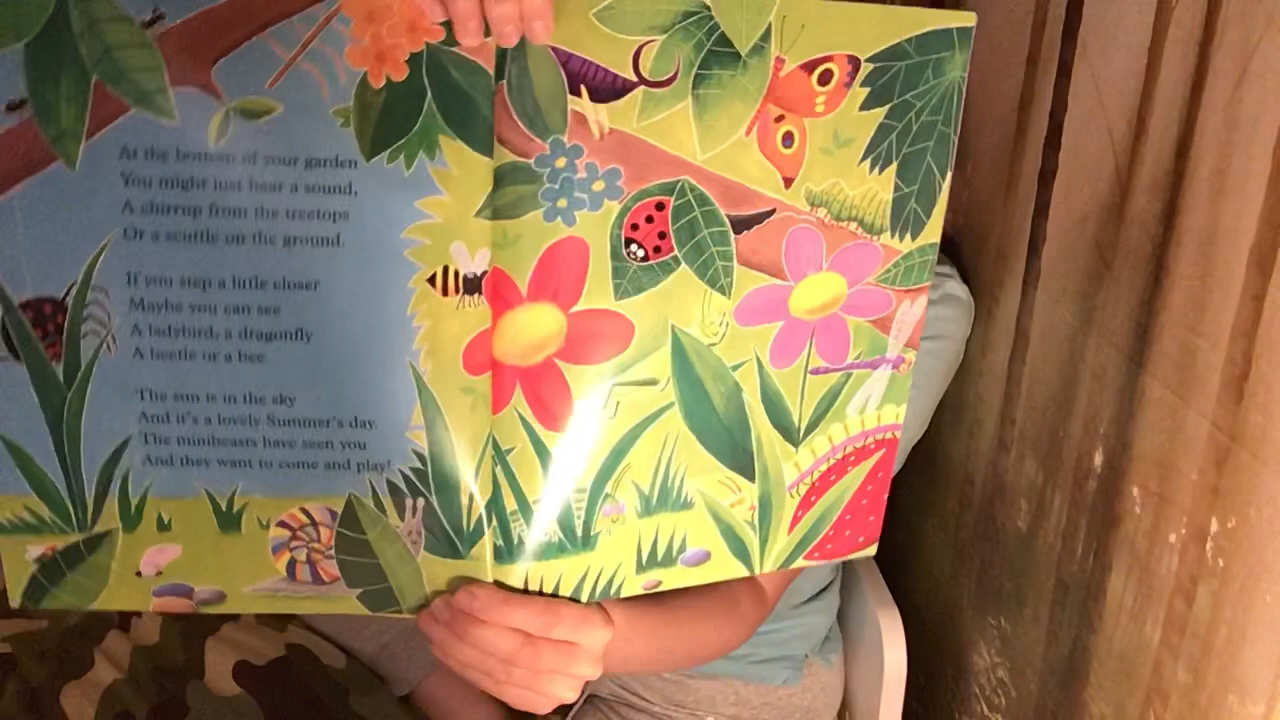 At the bottom of your garden
You might just hear a sound,
A chirrup from the treetops
Or a scuttle on the ground.
If you step a little closer
Maybe you can see
A ladybird, a dragonfly
A beetle or a bee.
The sun is in the sky
And it's a lovely Summer's day.
The minibeasts have seen you
And they want to come and play!